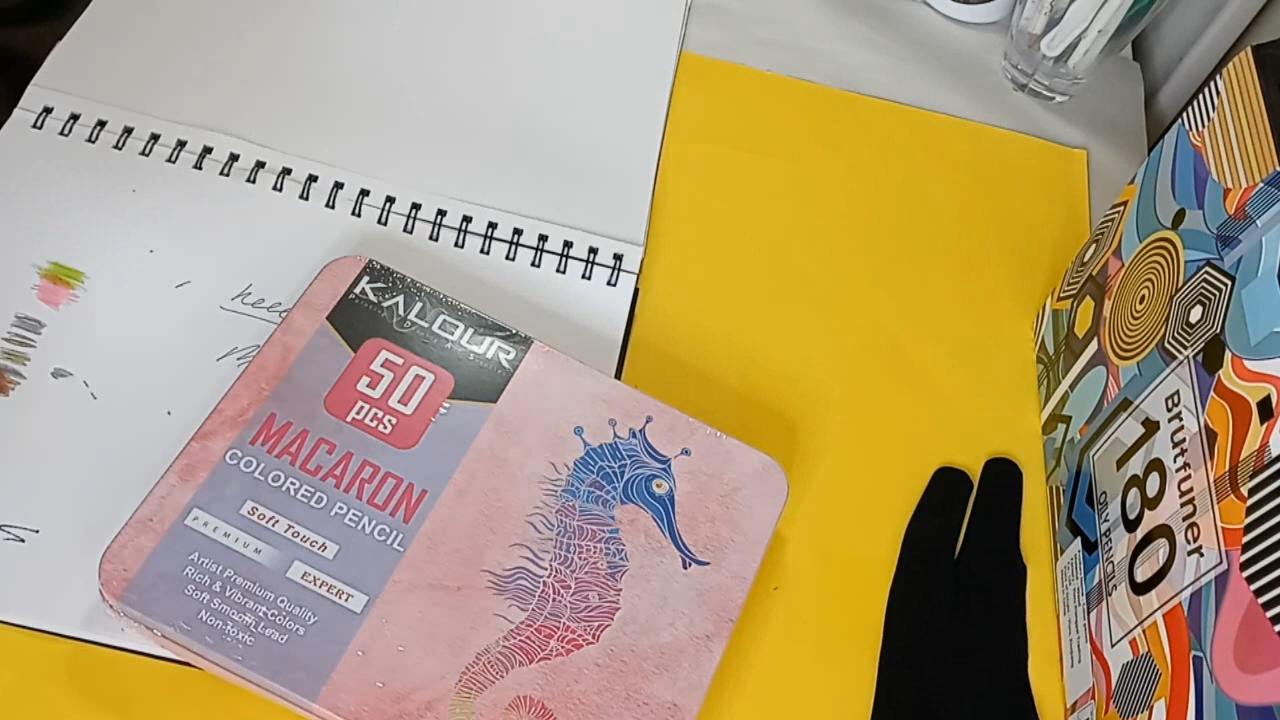 KALOUR
50
pcs
MACARON
COLORED PENCIL
Soft Touch
PREMIUM
EXPERT
Artist Premium Quality
Rich & Vibrant Colors
Soft Smooth Lead
Non-Toxic
Brutfuner
180
OILY PENCILS